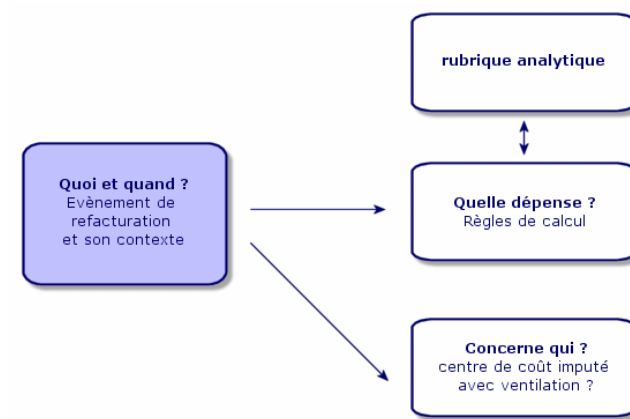 rubrique analytique
Quoi et quand ?
Evènement de
refacturation
et son contexte
Quelle dépense ?
Règles de calcul
Concerne qui ?
centre de coût imputé
avec ventilation ?